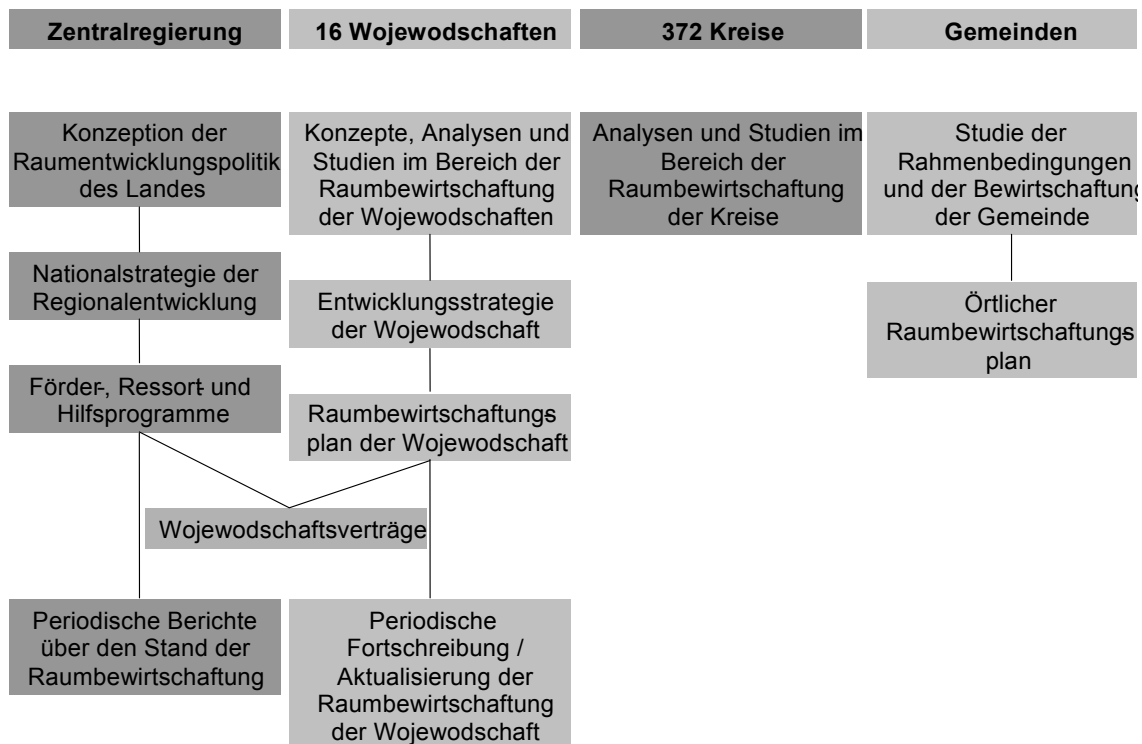 Zentralregierung
16 Wojewodschaften
372 Kreise
Gemeinden
Konzeption der
Raumentwicklungspolitik
des Landes
Nationalstrategie der
Regionalentwicklung
Förder-, Ressort- und
Hilfsprogramme
Konzepte, Analysen und
Studien im Bereich der
Raumbewirtschaftung
der Wojewodschaften
Entwicklungsstrategie
der Wojewodschaft
Raumbewirtschaftungs-
plan der Wojewodschaft
Analysen und Studien im
Bereich der
Raumbewirtschaftung
der Kreise
Studie der
Rahmenbedingungen
und der Bewirtschaftung
der Gemeinde
Örtlicher
Raumbewirtschaftungs-
plan
Wojewodschaftsverträge
Periodische Berichte
über den Stand der
Raumbewirtschaftung
Periodische
Fortschreibung /
Aktualisierung der
Raumbewirtschaftung
der Wojewodschaft